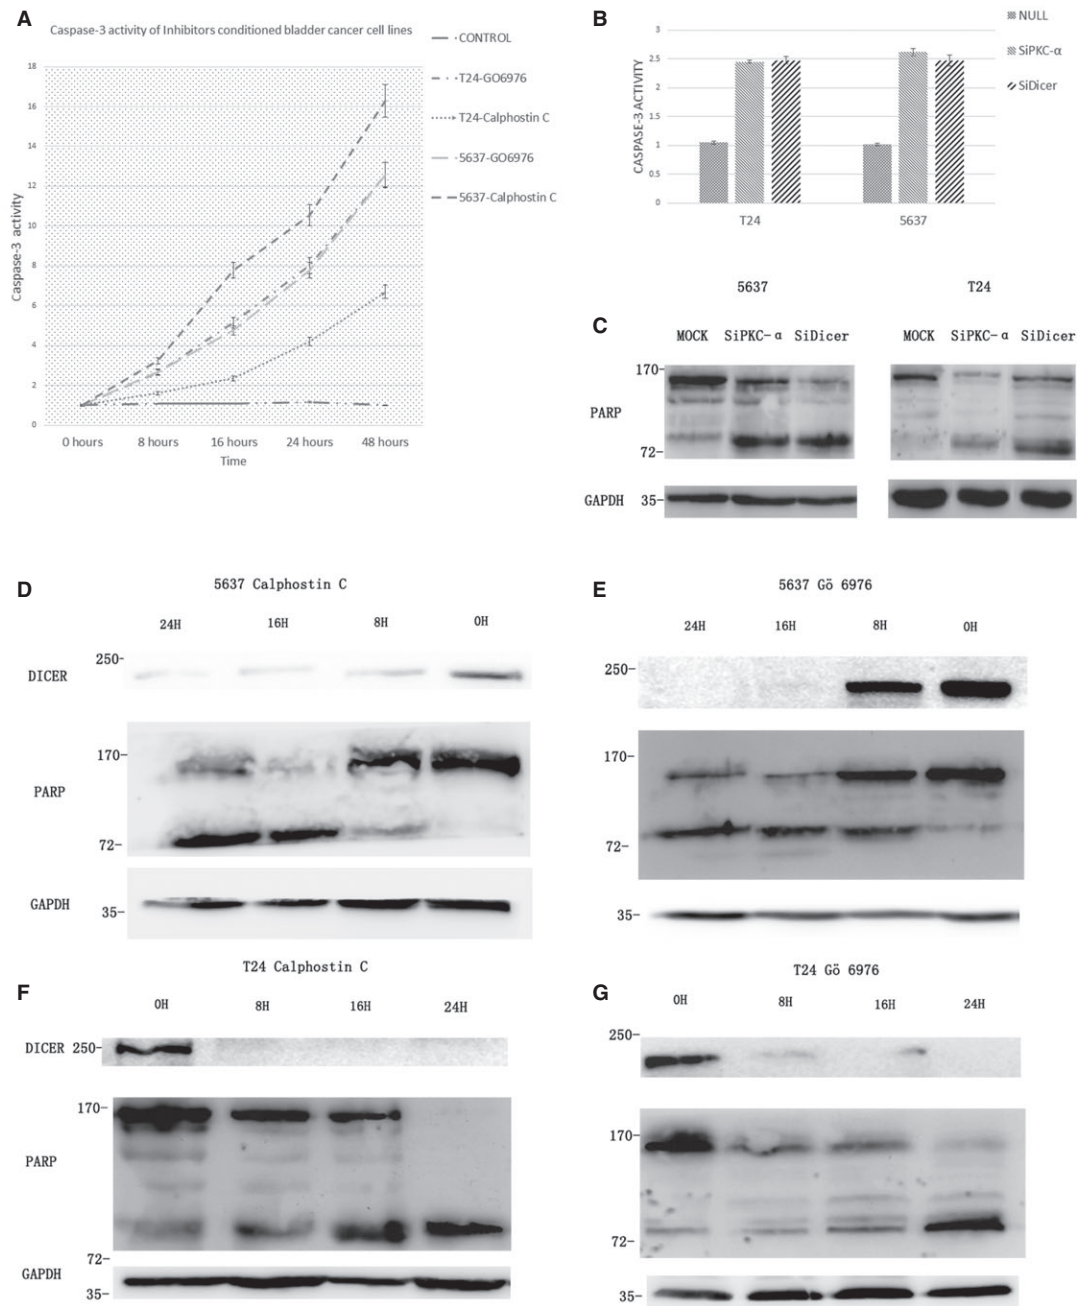 A
Caspase-3 activity of Inhibitors conditioned bladder cancer cell lines
CONTROL
T24-GO6976
T24-Calphostin C
5637-GO6976
5637-Calphostin C
Caspase-3 activity
18
16
14
12
10
8
6
4
2
0
0 hours 8 hours 16 hours 24 hours 48 hours
Time
B
NULL
SiPKC-α
SiDicer
CASPASE-3 ACTIVITY
3
2.5
2
1.5
1
0.5
0
T24 5637
5637 T24
C
MOCK SiPKC-α SiDicer MOCK SiPKC-α SiDicer
170-
PARP
72-
GAPDH 35-
D
5637 Calphostin C
24H 16H 8H 0H
250-
DICER
170-
PARP
72-
GAPDH
35-
E
5637 Gö 6976
24H 16H 8H 0H
250-
170-
72-
35-
F
T24 Calphostin C
0H 8H 16H 24H
DICER 250-
170-
PARP
72-
GAPDH
35-
G
T24 Gö 6976
0H 8H 16H 24H
250-
170-
72-
35-